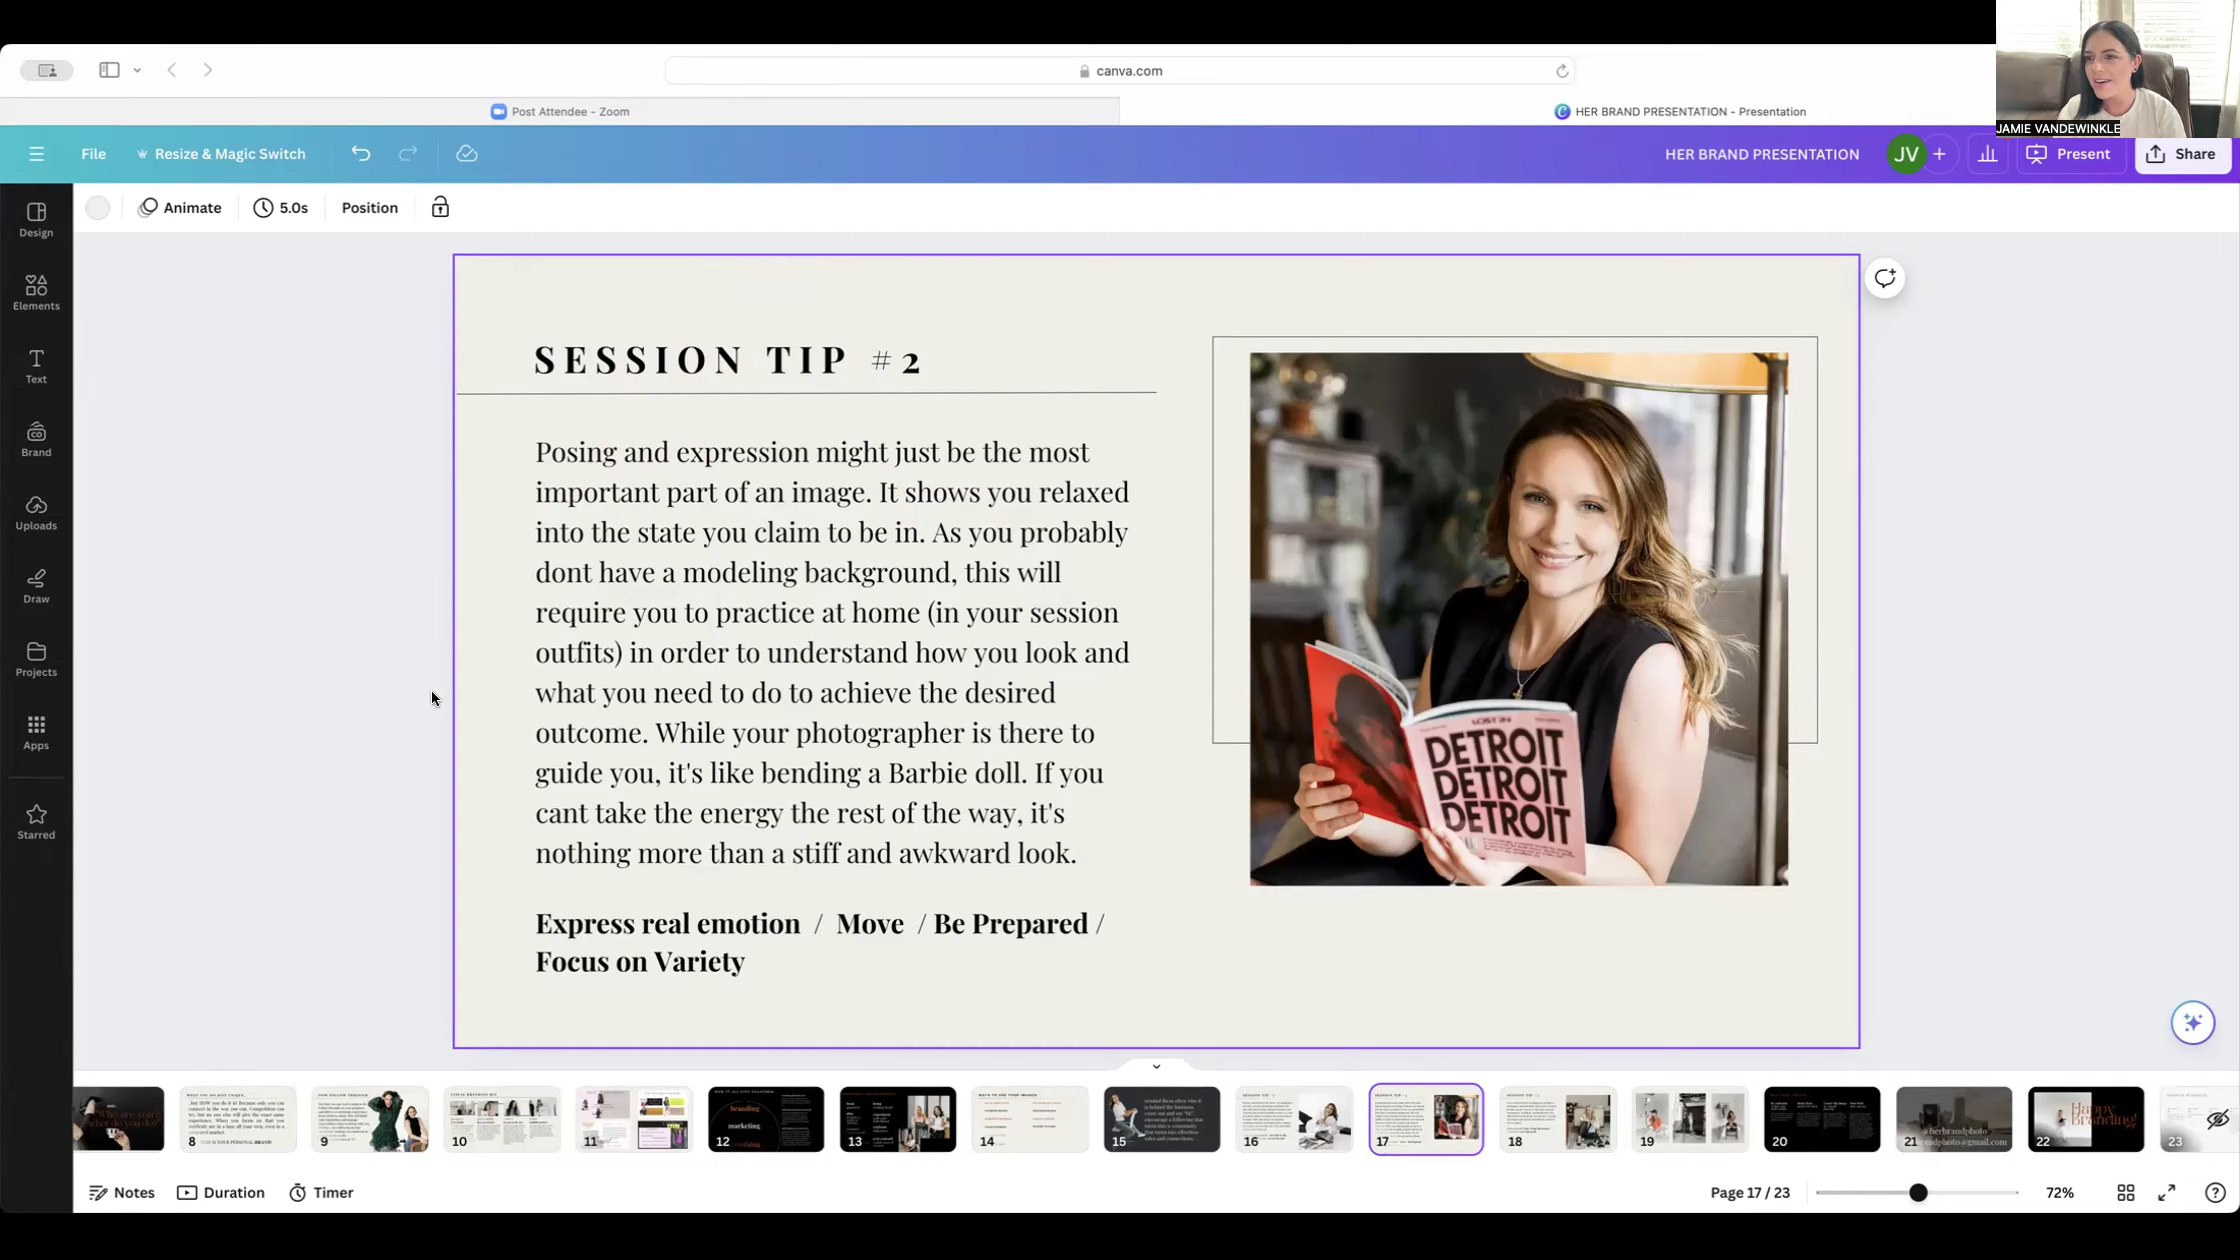 canva.com
Post Attendee - Zoom
HER BRAND PRESENTATION - Presentation
JAMIE VANDEWINKLE
File
Resize & Magic Switch
HER BRAND PRESENTATION
JV
Present
Share
Animate
5.0s
Position
Design
Elements
Text
Brand
Uploads
Draw
Projects
Apps
Starred
SESSION TIP #2
Posing and expression might just be the most
important part of an image. It shows you relaxed
into the state you claim to be in. As you probably
dont have a modeling background, this will
require you to practice at home (in your session
outfits) in order to understand how you look and
what you need to do to achieve the desired
outcome. While your photographer is there to
guide you, it's like bending a Barbie doll. If you
cant take the energy the rest of the way, it's
nothing more than a stiff and awkward look.
Express real emotion / Move / Be Prepared /
Focus on Variety
LOST IN
DETROIT
DETROIT
DETROIT
8
9
10
11
12
branding
marketing
13
14
15
16
17
18
19
20
21
22
Happy
Branding!
23
Notes
Duration
Timer
Page 17 / 23
72%